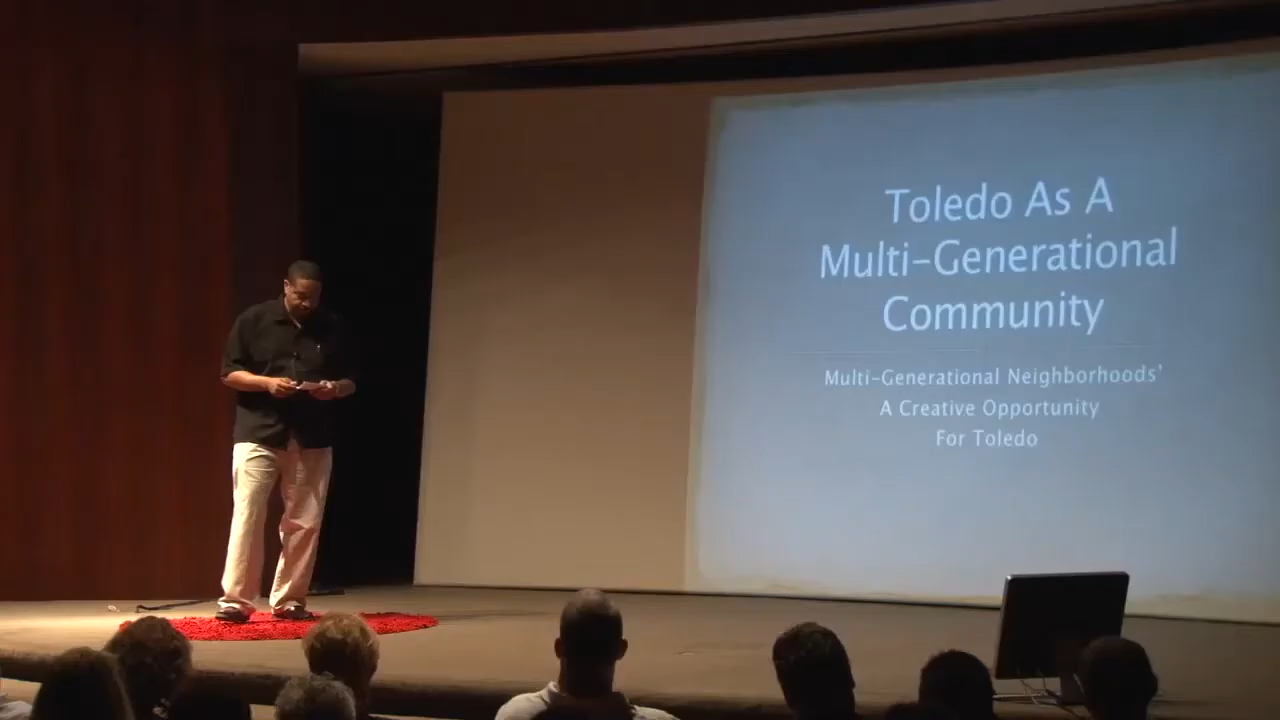 Toledo As A
Multi-Generational
Community
Multi-Generational Neighborhoods'
A Creative Opportunity
For Toledo